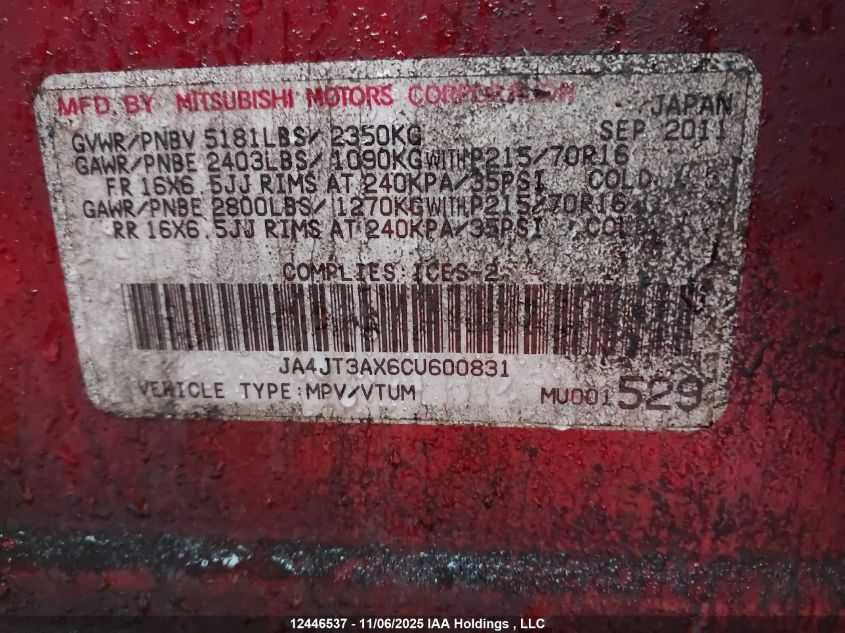 MFD. BY MITSUBISHI MOTORS CORPORATION JAPAN
GVWR/PNBV 5181LBS/ 2350KG SEP 2011
GAWR/PNBE 2403LBS/ 1090KG WITH P215/70R16
FR 16X6.5JJ RIMS AT 240KPA/35PSI COLD
GAWR/PNBE 2800LBS/ 1270KG WITH P215/70R16
RR 16X6.5JJ RIMS AT 240KPA/35PSI COLD
COMPLIES:ICES-2
JA4JT3AX6CU600831
VEHICLE TYPE:MPV/VTUM MU001529
12446537 - 11/06/2025 IAA Holdings , LLC